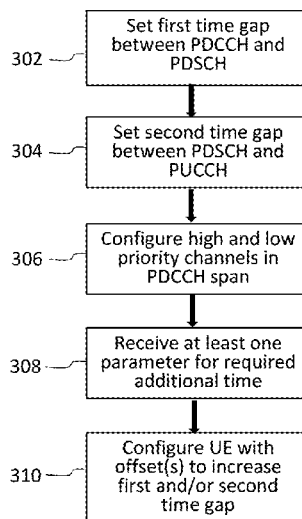 302
Set first time gap
between PDCCH and
PDSCH
304
Set second time gap
between PDSCH and
PUCCH
306
Configure high and low
priority channels in
PDCCH span
308
Receive at least one
parameter for required
additional time
310
Configure UE with
offset(s) to increase
first and/or second
time gap